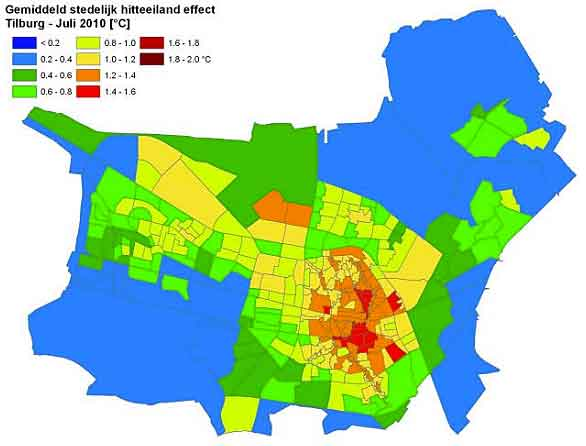 Gemiddeld stedelijk hitteeiland effect
Tilburg - Juli 2010 [°C]
< 0.2
0.2 - 0.4
0.4 - 0.6
0.6 - 0.8
0.8 - 1.0
1.0 - 1.2
1.2 - 1.4
1.4 - 1.6
1.6 - 1.8
1.8 - 2.0 °C